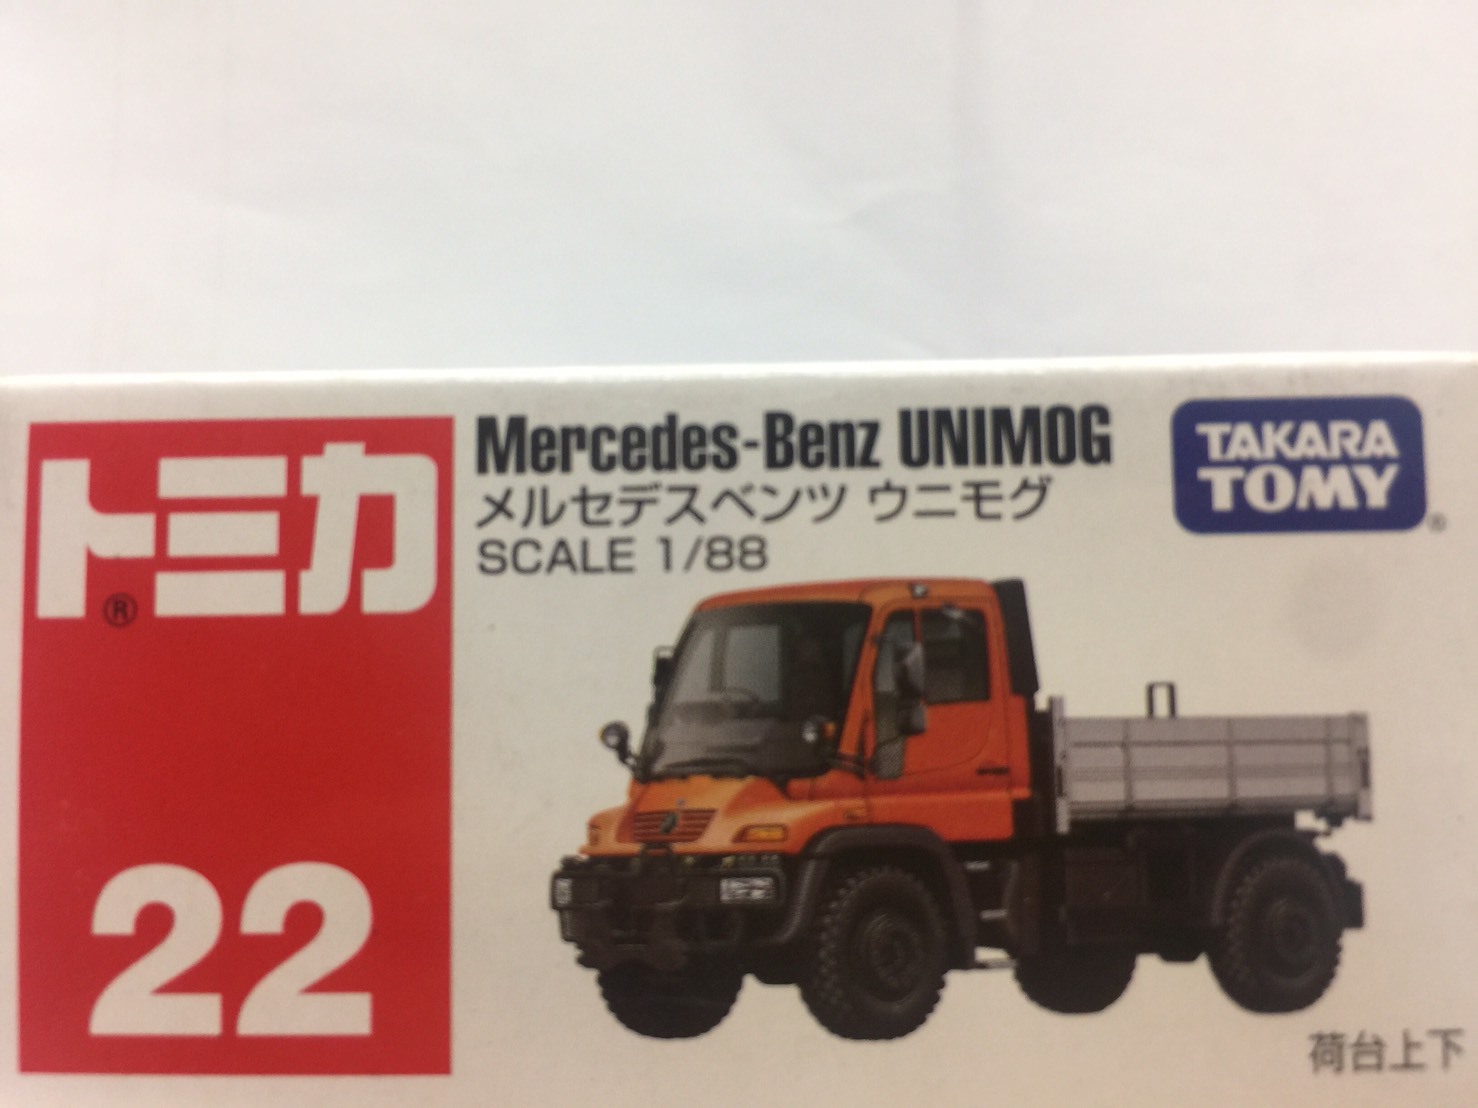 トミカ
®
22
Mercedes-Benz UNIMOG
メルセデスベンツ ウニモグ
SCALE 1/88
TAKARA
TOMY
®
荷台上下